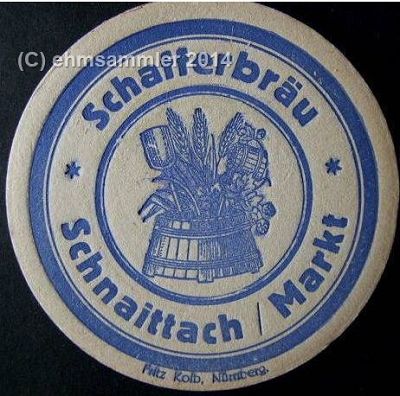 (C) ehmsammler 2014
Schafferbräu
* *
Schnaittach / Markt
Fritz Kolb, Nürnberg.